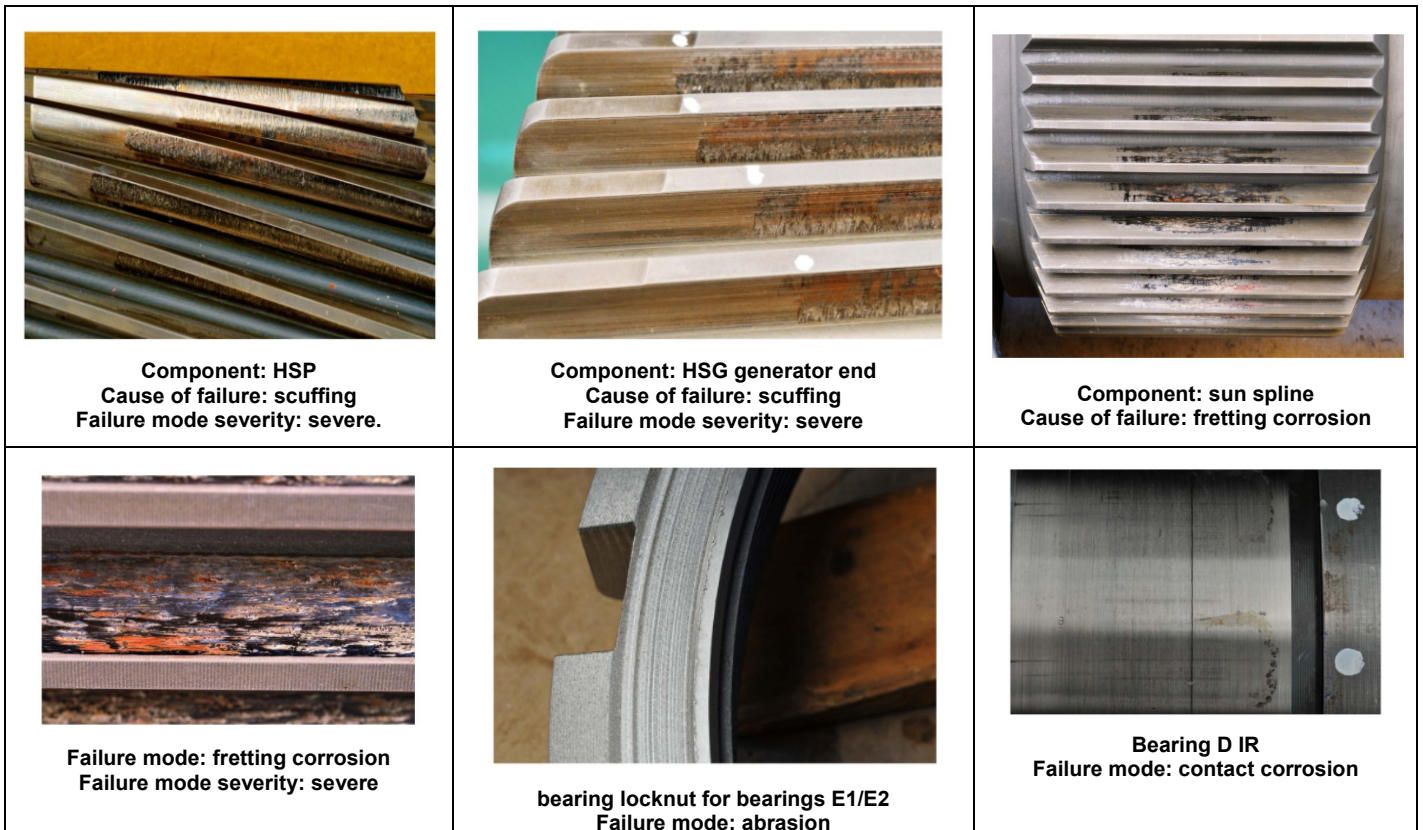 Component: HSP
Cause of failure: scuffing
Failure mode severity: severe.
Component: HSG generator end
Cause of failure: scuffing
Failure mode severity: severe
Component: sun spline
Cause of failure: fretting corrosion
Failure mode: fretting corrosion
Failure mode severity: severe
bearing locknut for bearings E1/E2
Failure mode: abrasion
Bearing D IR
Failure mode: contact corrosion